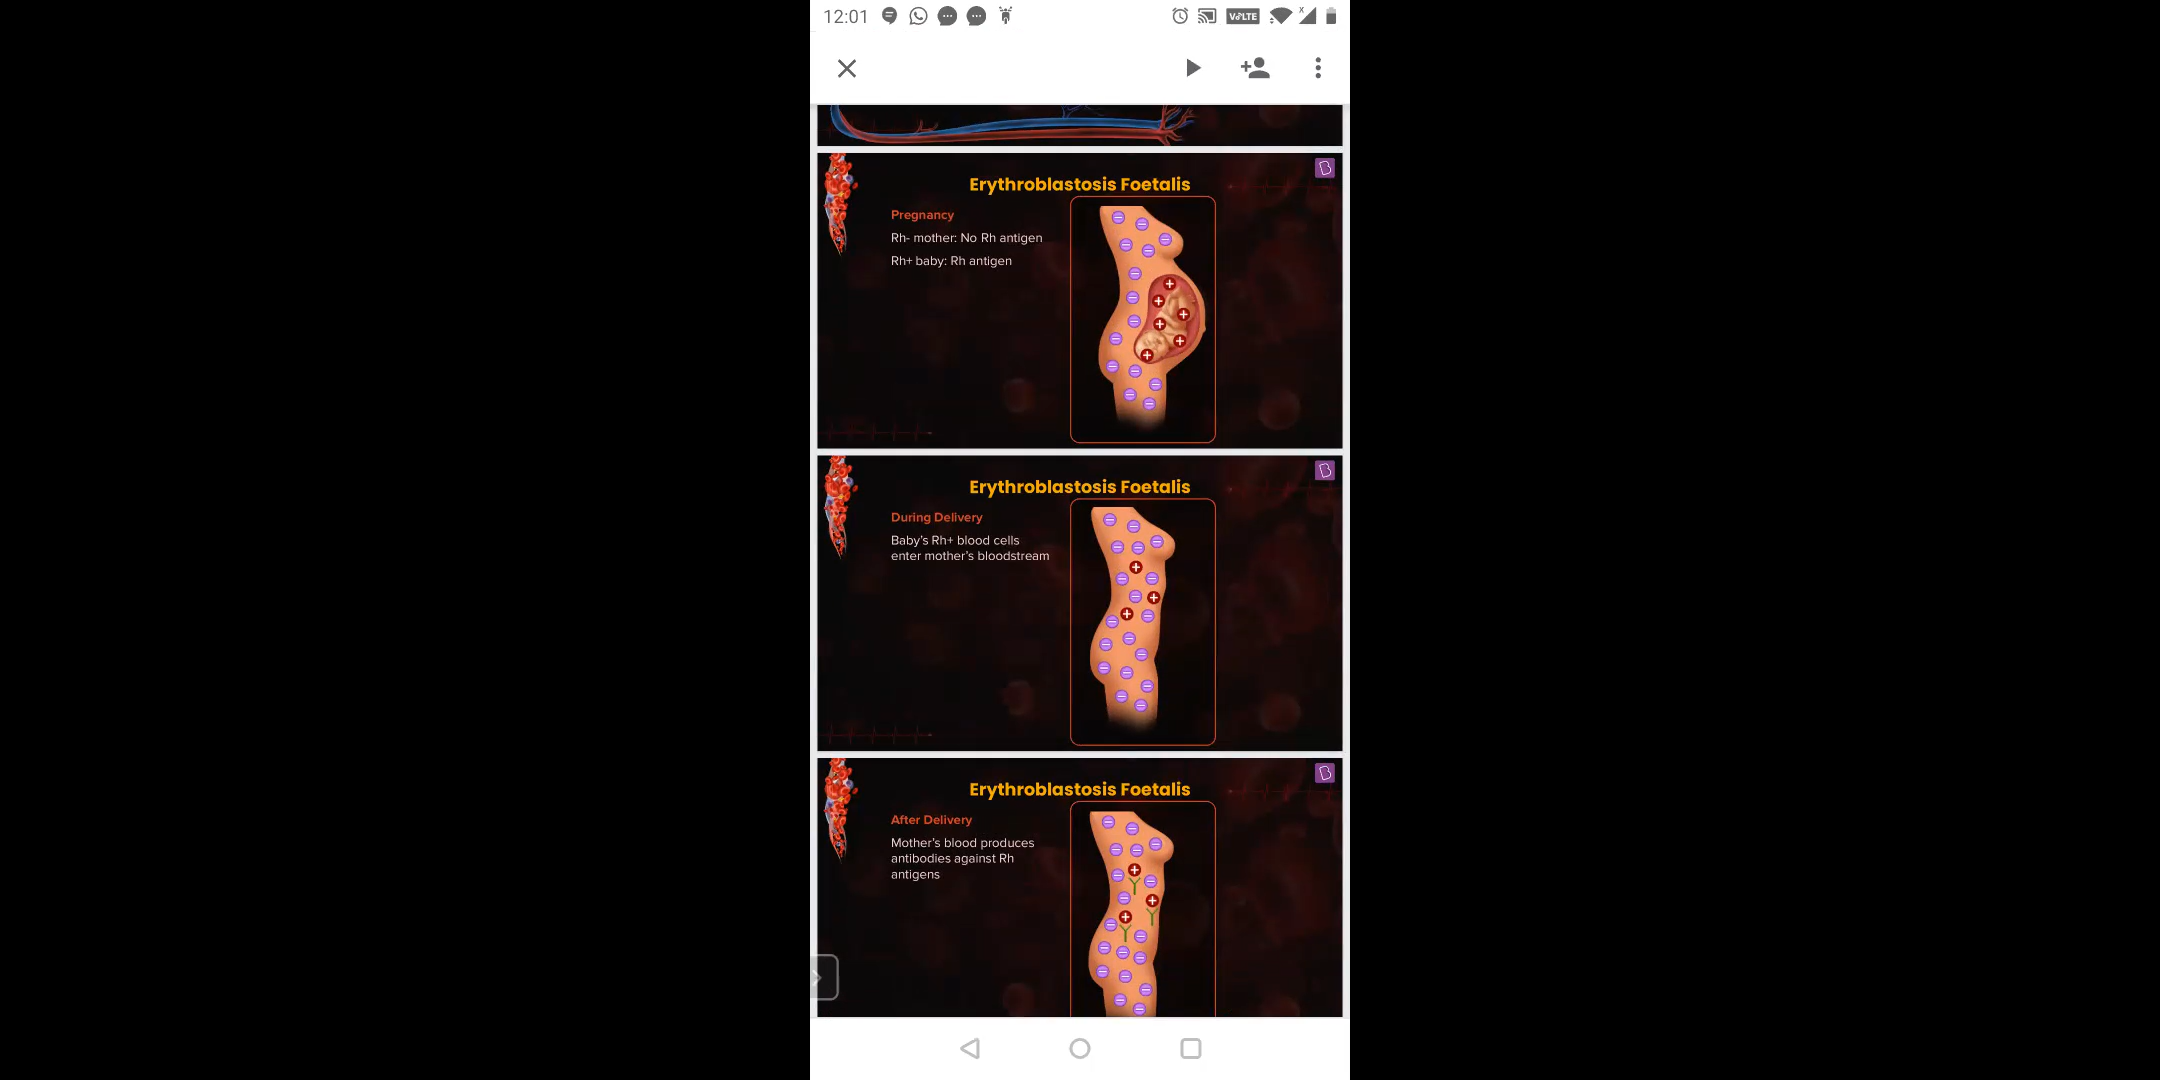 12:01
VoLTE
x
Erythroblastosis Foetalis
Pregnancy
Rh- mother: No Rh antigen
Rh+ baby: Rh antigen
Erythroblastosis Foetalis
During Delivery
Baby's Rh+ blood cells
enter mother's bloodstream
Erythroblastosis Foetalis
After Delivery
Mother's blood produces
antibodies against Rh
antigens